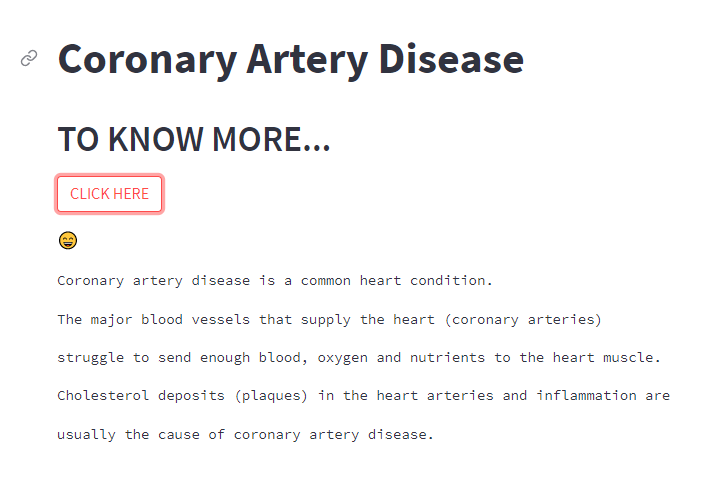 Coronary Artery Disease
TO KNOW MORE...
CLICK HERE
😄
Coronary artery disease is a common heart condition.
The major blood vessels that supply the heart (coronary arteries)
struggle to send enough blood, oxygen and nutrients to the heart muscle.
Cholesterol deposits (plaques) in the heart arteries and inflammation are
usually the cause of coronary artery disease.